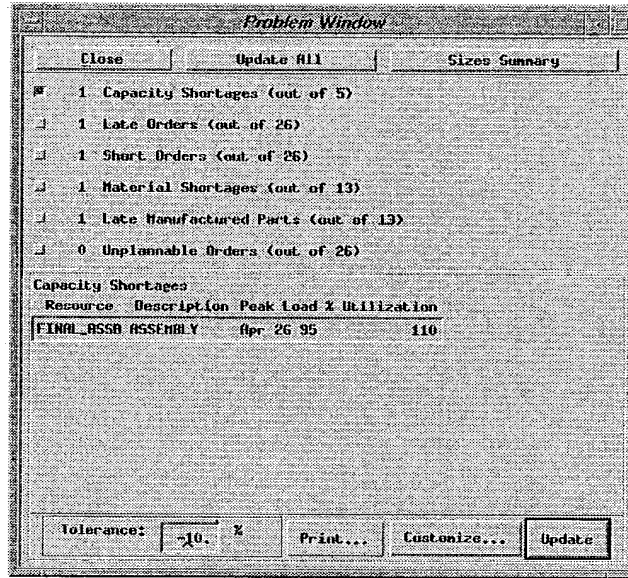 Problem Window
Close Update All Sizes Summary
1 Capacity Shortages (out of 5)
1 Late Orders (out of 26)
1 Short Orders (out of 26)
1 Material Shortages (out of 13)
1 Late Manufactured Parts (out of 13)
0 Unplannable Orders (out of 26)
Capacity Shortages
Resource Description Peak Load % Utilization
FINAL_ASSA ASSEMBLY Apr 26 95 110
Tolerance: 10. % Print... Customize... Update